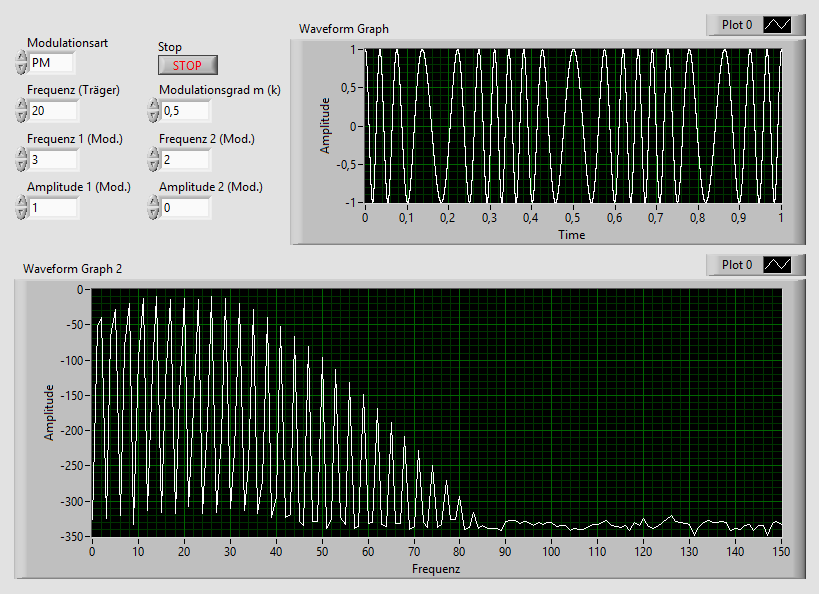 Modulationsart
PM
Stop
STOP
Frequenz (Träger)
20
Modulationsgrad m (k)
0,5
Frequenz 1 (Mod.)
3
Frequenz 2 (Mod.)
2
Amplitude 1 (Mod.)
1
Amplitude 2 (Mod.)
0
Waveform Graph
Plot 0
Amplitude
1
0,5
0
-0,5
-1
0 0,1 0,2 0,3 0,4 0,5 0,6 0,7 0,8 0,9 1
Time
Waveform Graph 2
Plot 0
Amplitude
0
-50
-100
-150
-200
-250
-300
-350
0 10 20 30 40 50 60 70 80 90 100 110 120 130 140 150
Frequenz